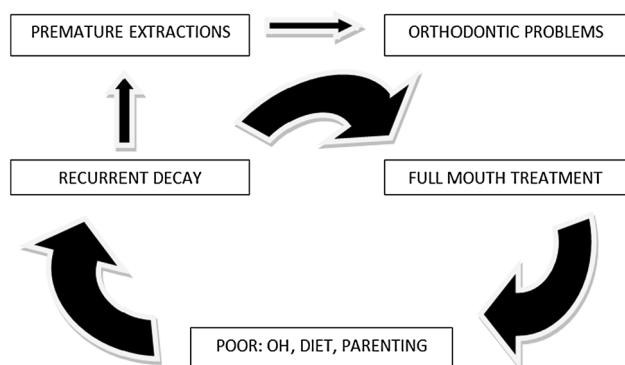 PREMATURE EXTRACTIONS
ORTHODONTIC PROBLEMS
RECURRENT DECAY
FULL MOUTH TREATMENT
POOR: OH, DIET, PARENTING